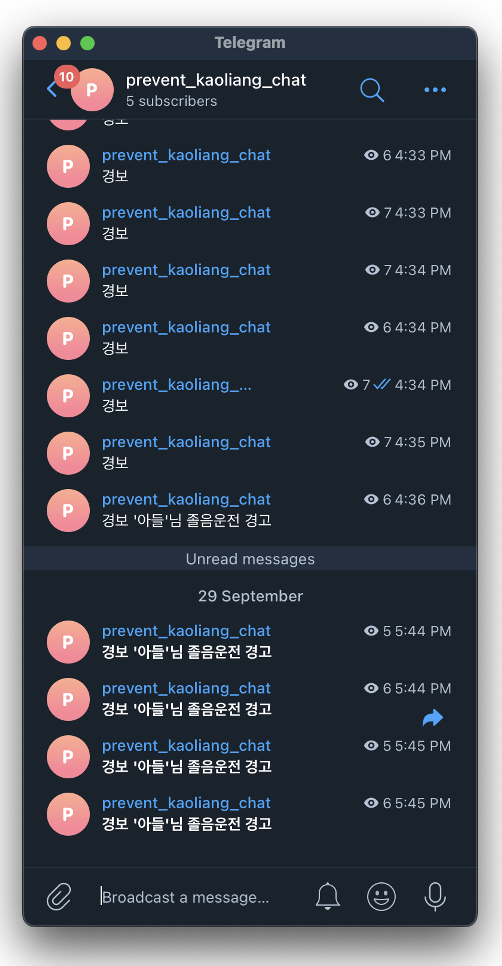 Telegram
10
P
prevent_kaoliang_chat
5 subscribers
경보
P
prevent_kaoliang_chat
6 4:33 PM
경보
P
prevent_kaoliang_chat
7 4:33 PM
경보
P
prevent_kaoliang_chat
7 4:34 PM
경보
P
prevent_kaoliang_chat
6 4:34 PM
경보
P
prevent_kaoliang_...
7 4:34 PM
경보
P
prevent_kaoliang_chat
7 4:35 PM
경보
P
prevent_kaoliang_chat
6 4:36 PM
경보 '아들'님 졸음운전 경고
Unread messages
29 September
P
prevent_kaoliang_chat
5 5:44 PM
경보 '아들'님 졸음운전 경고
P
prevent_kaoliang_chat
6 5:44 PM
경보 '아들'님 졸음운전 경고
P
prevent_kaoliang_chat
5 5:45 PM
경보 '아들'님 졸음운전 경고
P
prevent_kaoliang_chat
6 5:45 PM
경보 '아들'님 졸음운전 경고
Broadcast a message...